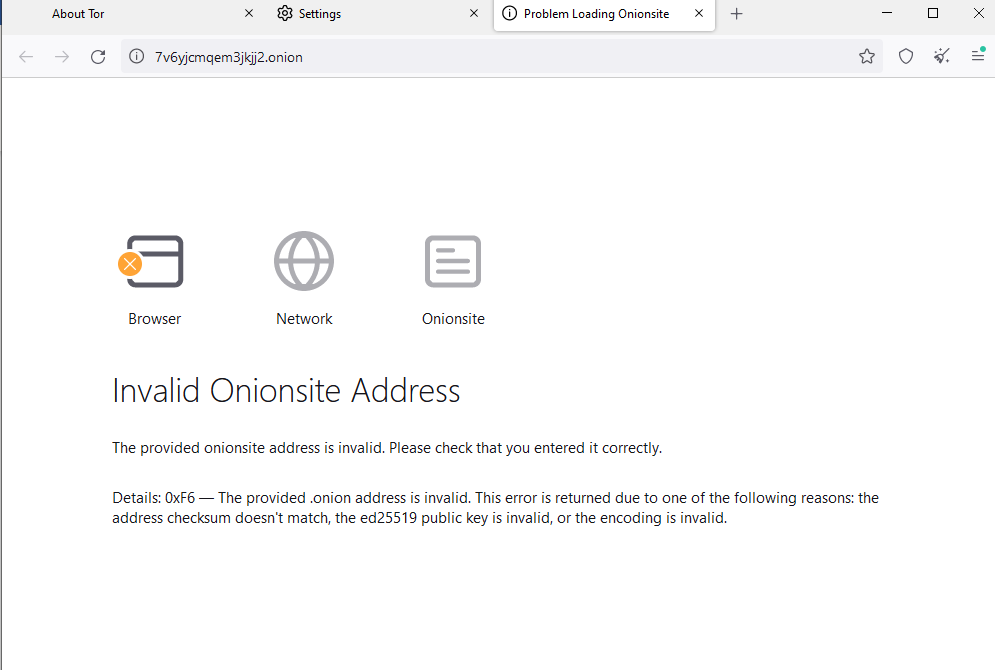 About Tor
Settings
Problem Loading Onionsite
7v6yjcmqem3jkjj2.onion
Browser
Network
Onionsite
Invalid Onionsite Address
The provided onionsite address is invalid. Please check that you entered it correctly.
Details: 0xF6 — The provided .onion address is invalid. This error is returned due to one of the following reasons: the
address checksum doesn't match, the ed25519 public key is invalid, or the encoding is invalid.